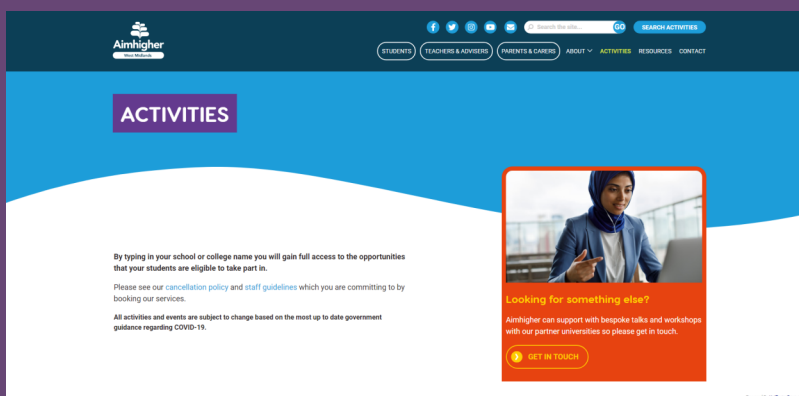 Aimhigher
West Midlands
Search the site...
GO
SEARCH ACTIVITIES
STUDENTS
TEACHERS & ADVISERS
PARENTS & CARERS
ABOUT
ACTIVITIES
RESOURCES
CONTACT
ACTIVITIES
By typing in your school or college name you will gain full access to the opportunities
that your students are eligible to take part in.
Please see our cancellation policy and staff guidelines which you are committing to by
booking our services.
All activities and events are subject to change based on the most up to date government
guidance regarding COVID-19.
Looking for something else?
Aimhigher can support with bespoke talks and workshops
with our partner universities so please get in touch.
GET IN TOUCH